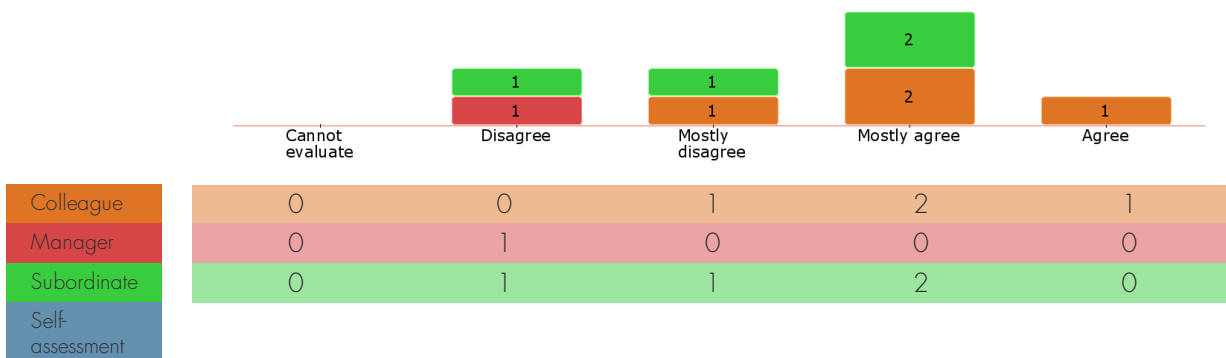 2
1
1
1
1
2
1
Cannot
evaluate
Disagree
Mostly
disagree
Mostly agree
Agree
Colleague 0 0 1 2 1
Manager 0 1 0 0 0
Subordinate 0 1 1 2 0
Self-
assessment